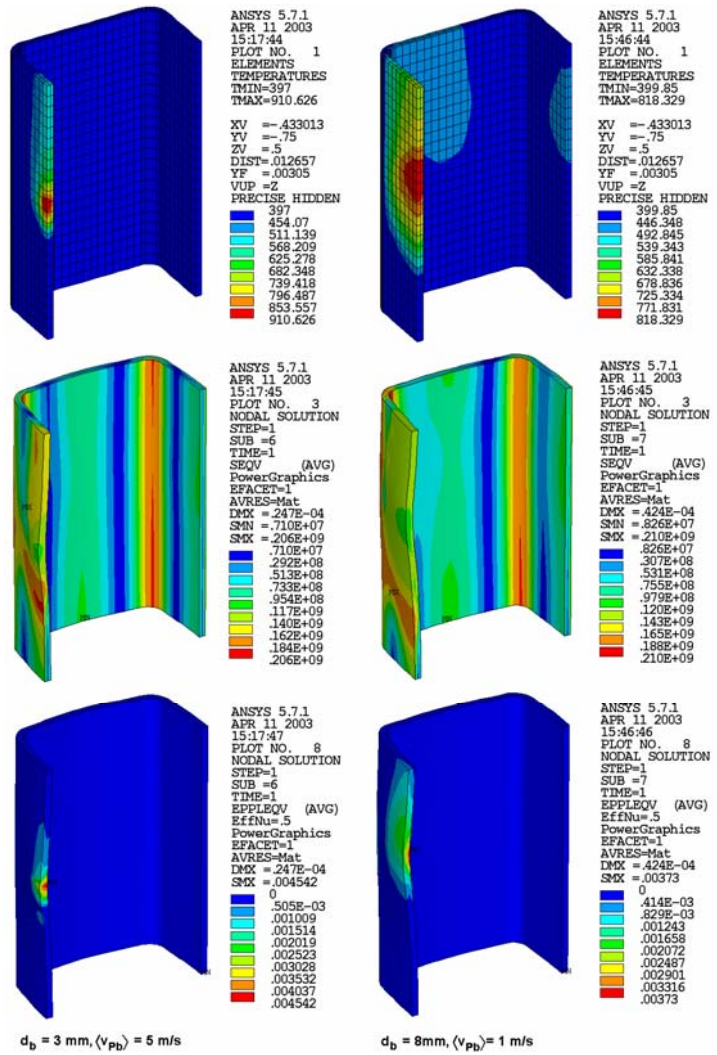 ANSYS 5.7.1
APR 11 2003
15:17:44
PLOT NO. 1
ELEMENTS
TEMPERATURES
TMIN=397
TMAX=910.626
XV =-.433013
YV =-.75
ZV =.5
DIST=.012657
YF =.00305
VUP =Z
PRECISE HIDDEN
397
454.07
511.139
568.209
625.278
682.348
739.418
796.487
853.557
910.626
ANSYS 5.7.1
APR 11 2003
15:46:44
PLOT NO. 1
ELEMENTS
TEMPERATURES
TMIN=399.85
TMAX=818.329
XV =-.433013
YV =-.75
ZV =.5
DIST=.012657
YF =.00305
VUP =Z
PRECISE HIDDEN
399.85
446.348
492.845
539.343
585.841
632.338
678.836
725.334
771.831
818.329
ANSYS 5.7.1
APR 11 2003
15:17:45
PLOT NO. 3
NODAL SOLUTION
STEP=1
SUB =6
TIME=1
SEQV (AVG)
PowerGraphics
EFACET=1
AVRES=Mat
DMX =.247E-04
SMN =.710E+07
SMX =.206E+09
.710E+07
.292E+08
.513E+08
.733E+08
.954E+08
.117E+09
.140E+09
.162E+09
.184E+09
.206E+09
ANSYS 5.7.1
APR 11 2003
15:46:45
PLOT NO. 3
NODAL SOLUTION
STEP=1
SUB =7
TIME=1
SEQV (AVG)
PowerGraphics
EFACET=1
AVRES=Mat
DMX =.424E-04
SMN =.826E+07
SMX =.210E+09
.826E+07
.307E+08
.531E+08
.755E+08
.979E+08
.120E+09
.143E+09
.165E+09
.188E+09
.210E+09
ANSYS 5.7.1
APR 11 2003
15:17:47
PLOT NO. 8
NODAL SOLUTION
STEP=1
SUB =6
TIME=1
EPPLEQV (AVG)
EffNu=.5
PowerGraphics
EFACET=1
AVRES=Mat
DMX =.247E-04
SMX =.004542
0
.505E-03
.001009
.001514
.002019
.002523
.003028
.003532
.004037
.004542
ANSYS 5.7.1
APR 11 2003
15:46:46
PLOT NO. 8
NODAL SOLUTION
STEP=1
SUB =7
TIME=1
EPPLEQV (AVG)
EffNu=.5
PowerGraphics
EFACET=1
AVRES=Mat
DMX =.424E-04
SMX =.00373
0
.414E-03
.829E-03
.001243
.001658
.002072
.002487
.002901
.003316
.00373
d_b = 3 mm, ⟨v_Pb⟩ = 5 m/s
d_b = 8mm, ⟨v_Pb⟩= 1 m/s